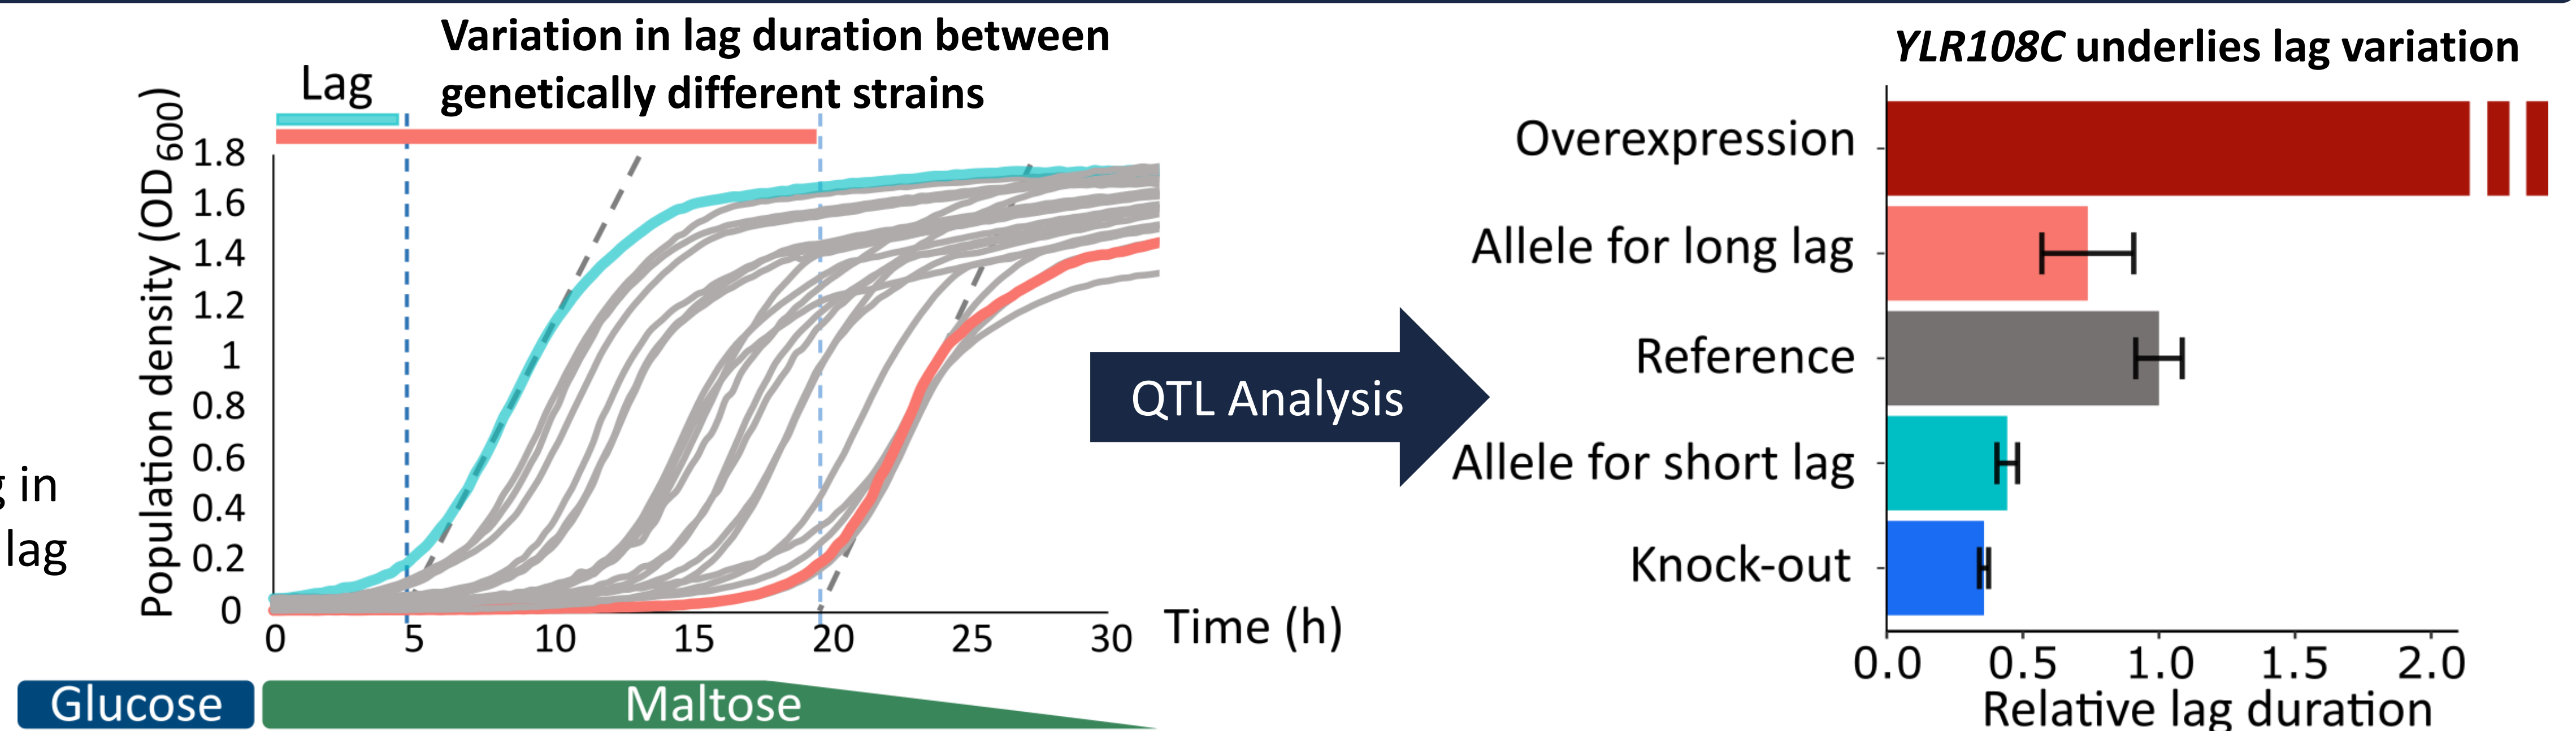 Variation in lag duration between
genetically different strains
Lag
Population density (OD600)
1.8
1.6
1.4
1.2
1
0.8
0.6
0.4
0.2
0
0 5 10 15 20 25 30
Time (h)
Glucose
Maltose
in
lag
QTL Analysis
YLR108C underlies lag variation
Overexpression
Allele for long lag
Reference
Allele for short lag
Knock-out
0.0 0.5 1.0 1.5 2.0
Relative lag duration